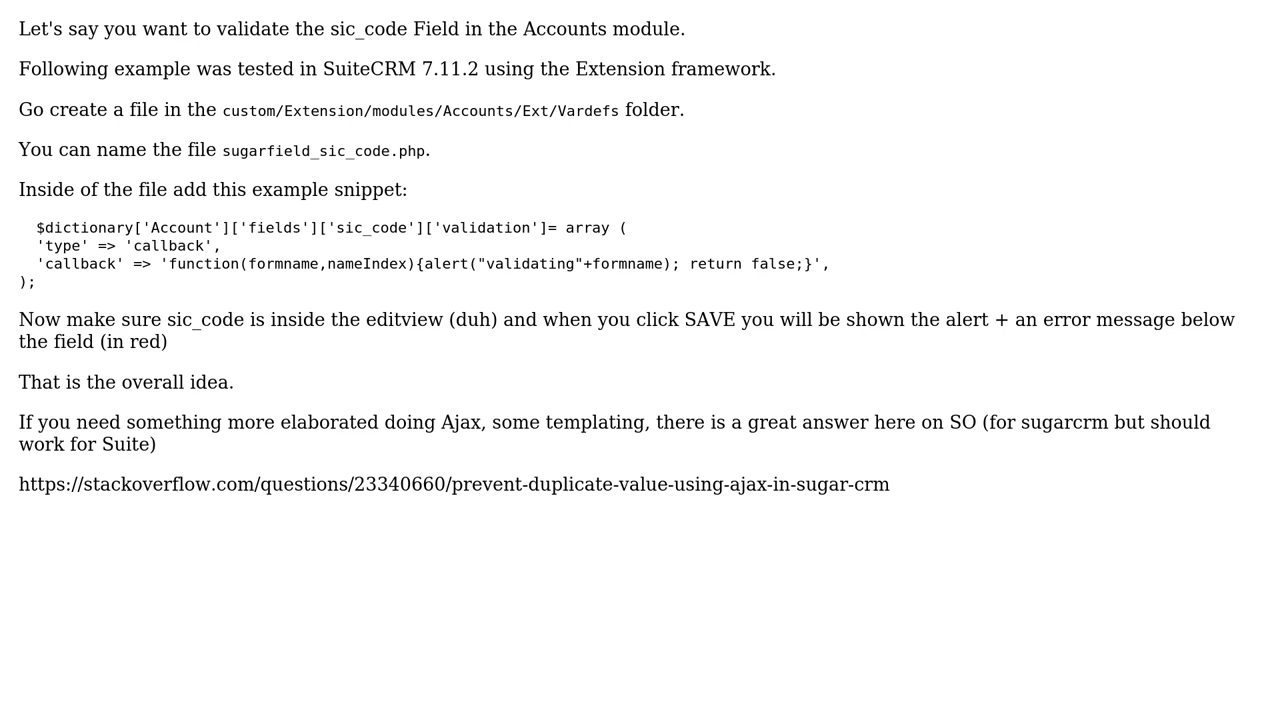 Let's say you want to validate the sic_code Field in the Accounts module.
Following example was tested in SuiteCRM 7.11.2 using the Extension framework.
Go create a file in the custom/Extension/modules/Accounts/Ext/Vardefs folder.
You can name the file sugarfield_sic_code.php.
Inside of the file add this example snippet:
  $dictionary['Account']['fields']['sic_code']['validation']= array (
  'type' => 'callback',
  'callback' => 'function(formname,nameIndex){alert("validating"+formname); return false;}',
);
Now make sure sic_code is inside the editview (duh) and when you click SAVE you will be shown the alert + an error message below
the field (in red)
That is the overall idea.
If you need something more elaborated doing Ajax, some templating, there is a great answer here on SO (for sugarcrm but should
work for Suite)
https://stackoverflow.com/questions/23340660/prevent-duplicate-value-using-ajax-in-sugar-crm